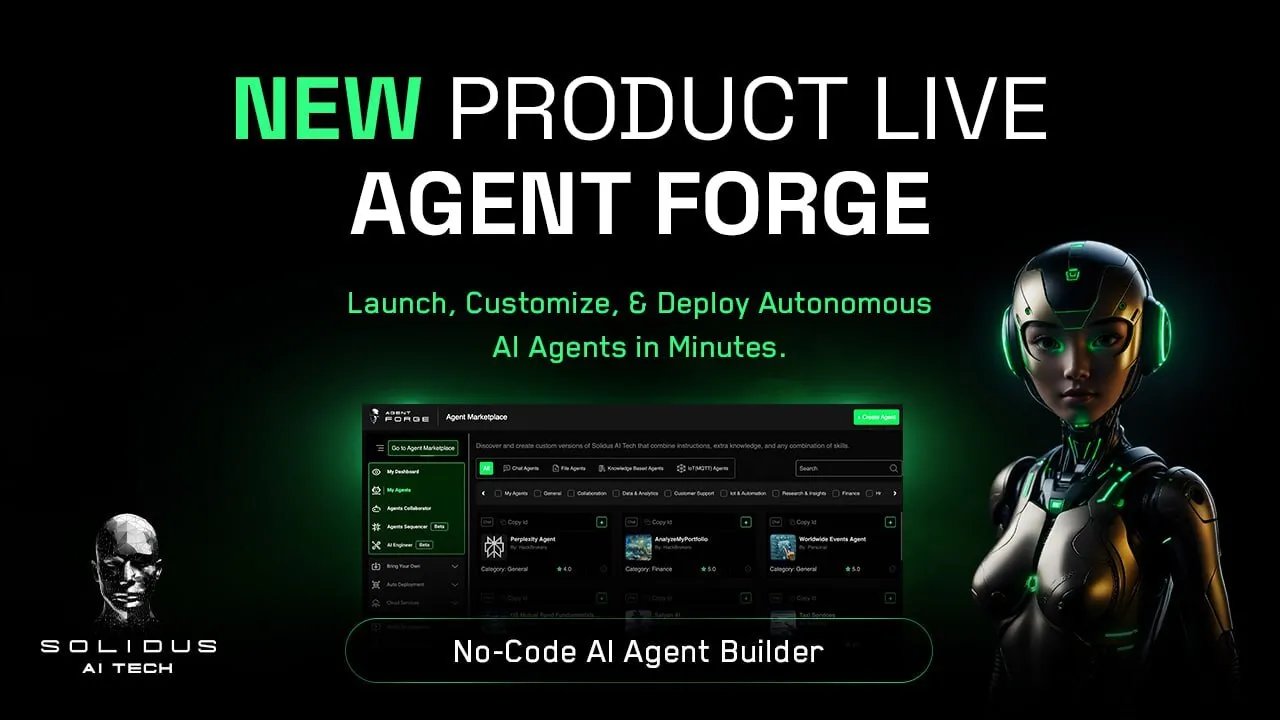 NEW PRODUCT LIVE
AGENT FORGE
Launch, Customize, & Deploy Autonomous
AI Agents in Minutes.
AGENT
FORGE
Agent Marketplace
+ Create Agent
Go to Agent Marketplace
Discover and create custom versions of Solidus AI Tech that combine instructions, extra knowledge, and any combination of skills.
My Dashboard
My Agents
Agents Collaborator
Agents Sequencer Beta
AI Engineer Beta
Bring Your Own
Auto Deployment
Cloud Services
All Chat Agents File Agents Knowledge Based Agents IoT(MQTT) Agents Search
My Agents General Collaboration Data & Analytics Customer Support Iot & Automation Research & Insights Finance HR
Chat Copy Id Chat Copy Id Chat Copy Id
Perplexity Agent AnalyzeMyPortfolio Worldwide Events Agent
By: HackBrokers By: HackBrokers By: Personal
Category: General 4.0 Category: Finance 5.0 Category: General 5.0
Copy Id Copy Id Copy Id
Taxi Services
No-Code AI Agent Builder
SOLIDUS
AI TECH